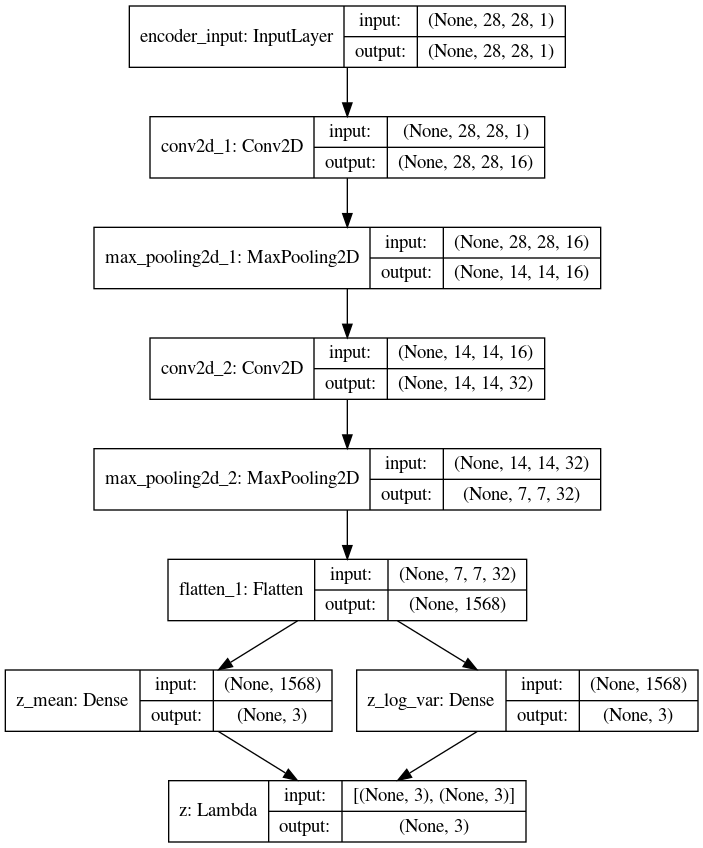 encoder_input: InputLayer
input:
(None, 28, 28, 1)
output:
(None, 28, 28, 1)
conv2d_1: Conv2D
input:
(None, 28, 28, 1)
output:
(None, 28, 28, 16)
max_pooling2d_1: MaxPooling2D
input:
(None, 28, 28, 16)
output:
(None, 14, 14, 16)
conv2d_2: Conv2D
input:
(None, 14, 14, 16)
output:
(None, 14, 14, 32)
max_pooling2d_2: MaxPooling2D
input:
(None, 14, 14, 32)
output:
(None, 7, 7, 32)
flatten_1: Flatten
input:
(None, 7, 7, 32)
output:
(None, 1568)
z_mean: Dense
input:
(None, 1568)
output:
(None, 3)
z_log_var: Dense
input:
(None, 1568)
output:
(None, 3)
z: Lambda
input:
[(None, 3), (None, 3)]
output:
(None, 3)